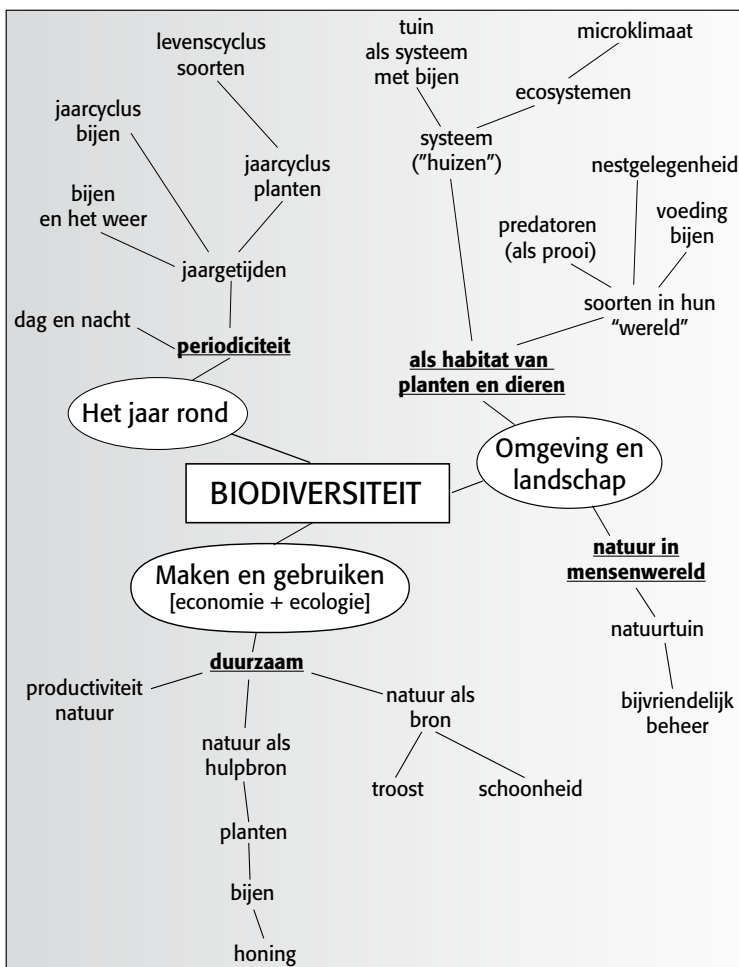 levenscyclus
soorten
jaarcyclus
bijen
jaarcyclus
planten
bijen
en het weer
jaargetijden
dag en nacht
periodiciteit
Het jaar rond
tuin
als systeem
met bijen
microklimaat
ecosystemen
systeem
("huizen")
nestgelegenheid
predatoren
(als prooi)
voeding
bijen
soorten in hun
“wereld”
als habitat van
planten en dieren
Omgeving en
landschap
BIODIVERSITEIT
natuur in
mensenwereld
natuurtuin
bijvriendelijk
beheer
Maken en gebruiken
[economie + ecologie]
duurzaam
productiviteit
natuur
natuur als
hulpbron
planten
bijen
honing
natuur als
bron
troost
schoonheid